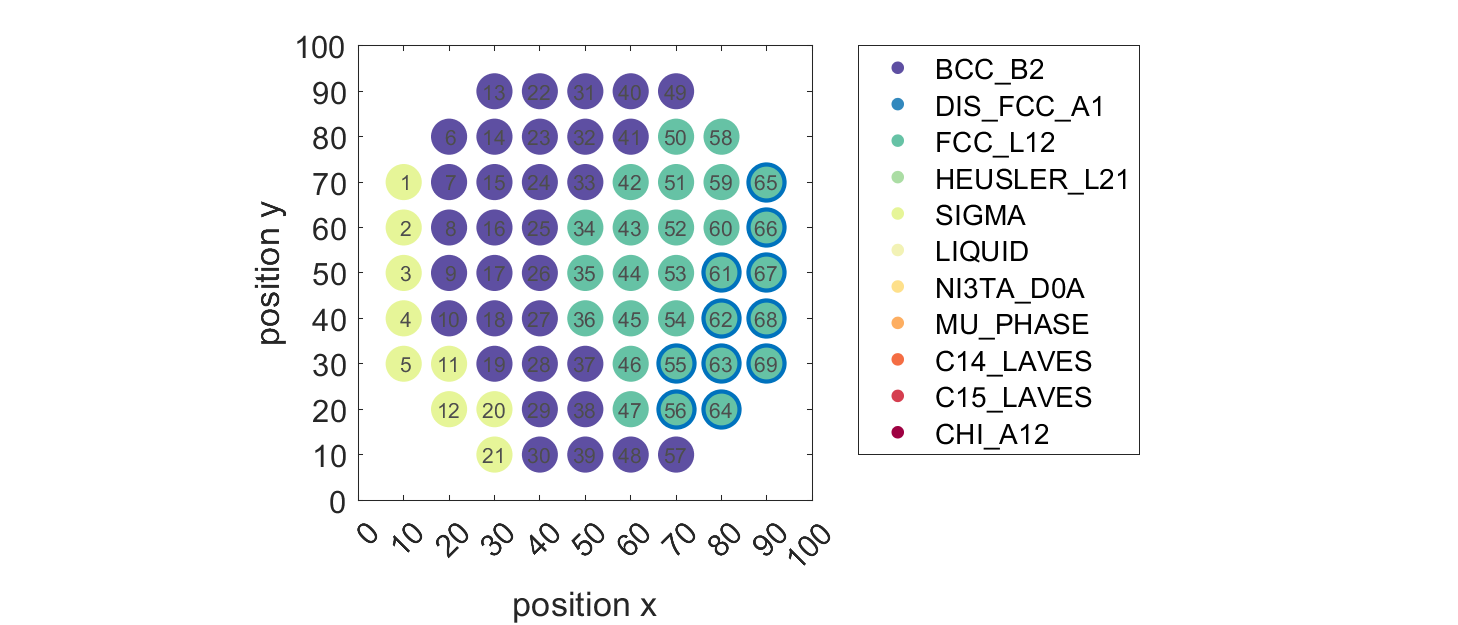 100
90
80
70
60
50
40
30
20
10
0
position y
13 22 31 40 49
6 14 23 32 41 50 58
1 7 15 24 33 42 51 59 65
2 8 16 25 34 43 52 60 66
3 9 17 26 35 44 53 61 67
4 10 18 27 36 45 54 62 68
5 11 19 28 37 46 55 63 69
12 20 29 38 47 56 64
21 30 39 48 57
0 10 20 30 40 50 60 70 80 90 100
position x
BCC_B2
DIS_FCC_A1
FCC_L12
HEUSLER_L21
SIGMA
LIQUID
NI3TA_D0A
MU_PHASE
C14_LAVES
C15_LAVES
CHI_A12